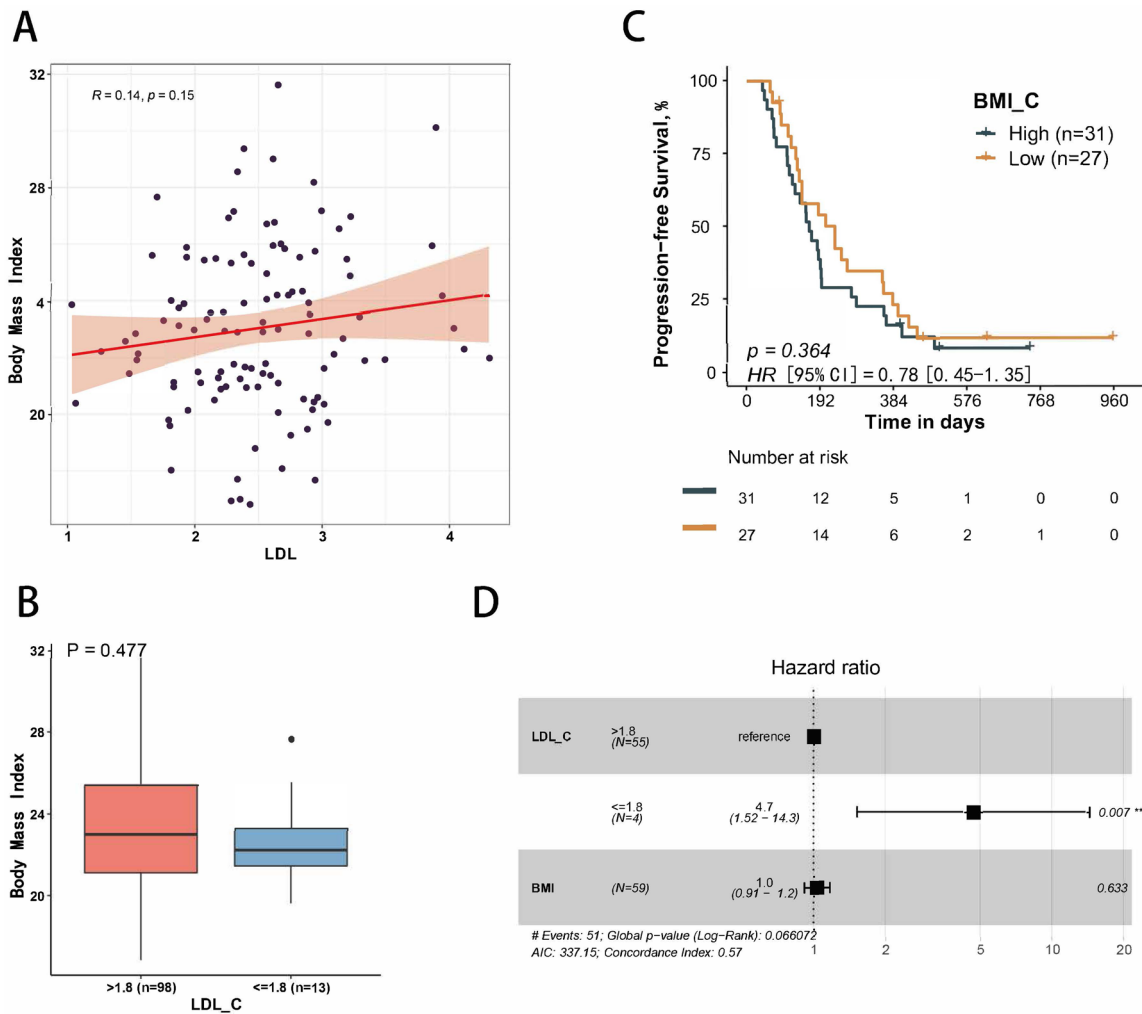 A
R = 0.14, p = 0.15
Body Mass Index
32
28
4
20
1
2
3
4
LDL
C
Progression-free Survival, %
100
75
50
25
0
BMI_C
High (n=31)
Low (n=27)
p = 0.364
HR [95% CI] = 0.78 [0.45-1.35]
0
192
384
576
768
960
Time in days
Number at risk
31 12 5 1 0 0
27 14 6 2 1 0
B
P = 0.477
Body Mass Index
32
28
24
20
>1.8 (n=98)
<=1.8 (n=13)
LDL_C
D
Hazard ratio
LDL_C
>1.8
(N=55)
reference
<=1.8
(N=4)
4.7
(1.52 - 14.3)
0.007 **
BMI
(N=59)
1.0
(0.91 - 1.2)
0.633
# Events: 51; Global p-value (Log-Rank): 0.066072
AIC: 337.15; Concordance Index: 0.57
1
2
5
10
20